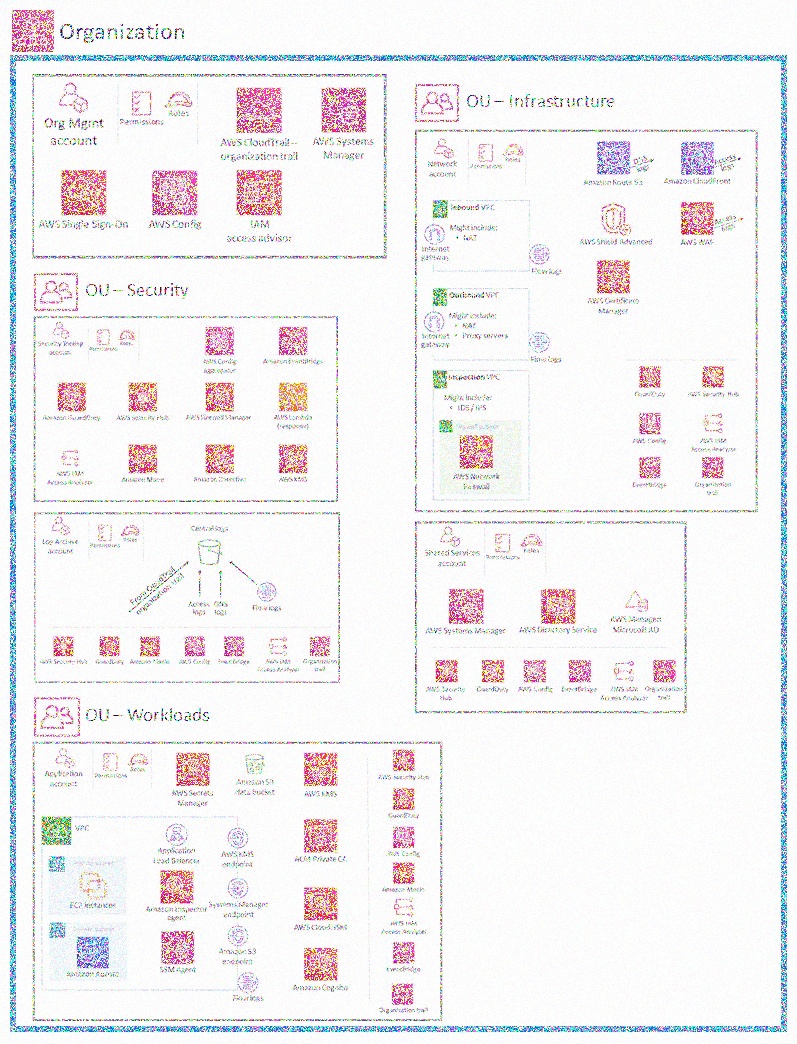 Organization
Org Mgmt
account
Permissions
Roles
AWS CloudTrail –
organization trail
AWS Systems
Manager
AWS Single Sign-On
AWS Config
IAM
access advisor
OU – Security
Security Tooling
account
Permissions
Roles
AWS Config
Amazon EventBridge
Amazon GuardDuty
AWS Security Hub
AWS Firewall Manager
AWS Lambda
(response)
AWS IAM
Access Analyzer
Amazon Macie
Amazon Detective
AWS KMS
Log Archive
account
Permissions
Roles
Central logs
From CloudTrail
organization trail
Access
logs
DNS
logs
Flow logs
AWS Security Hub
GuardDuty
Amazon Macie
AWS Config
EventBridge
AWS IAM
Access Analyzer
Organization
trail
OU – Infrastructure
Network
account
Permissions
Roles
Amazon Route 53
DNS
logs
Amazon CloudFront
Access
logs
Inbound VPC
Might include:
• NAT
Internet
gateway
Flow logs
AWS Shield Advanced
AWS WAF
Access
logs
AWS Certificate
Manager
Outbound VPC
Might include:
• NAT
• Proxy servers
Internet
gateway
Flow logs
Inspection VPC
Might include:
• IDS / IPS
AWS Network
Firewall
GuardDuty
AWS Security Hub
AWS Config
AWS IAM
Access Analyzer
EventBridge
Organization
trail
Shared Services
account
Permissions
Roles
AWS Systems Manager
AWS Directory Service
AWS Managed
Microsoft AD
AWS Security
Hub
GuardDuty
AWS Config
EventBridge
AWS IAM
Access Analyzer
Organization
trail
OU – Workloads
Application
account
Permissions
Roles
AWS Secrets
Manager
Amazon S3
data bucket
AWS KMS
AWS Security Hub
GuardDuty
VPC
Application
Load Balancer
AWS KMS
endpoint
ACM Private CA
AWS Config
Amazon Macie
EC2 instances
Amazon Inspector
agent
Systems Manager
endpoint
AWS CloudHSM
AWS IAM
Access Analyzer
Amazon Aurora
SSM Agent
Amazon S3
endpoint
Amazon Cognito
EventBridge
Flow logs
Organization trail